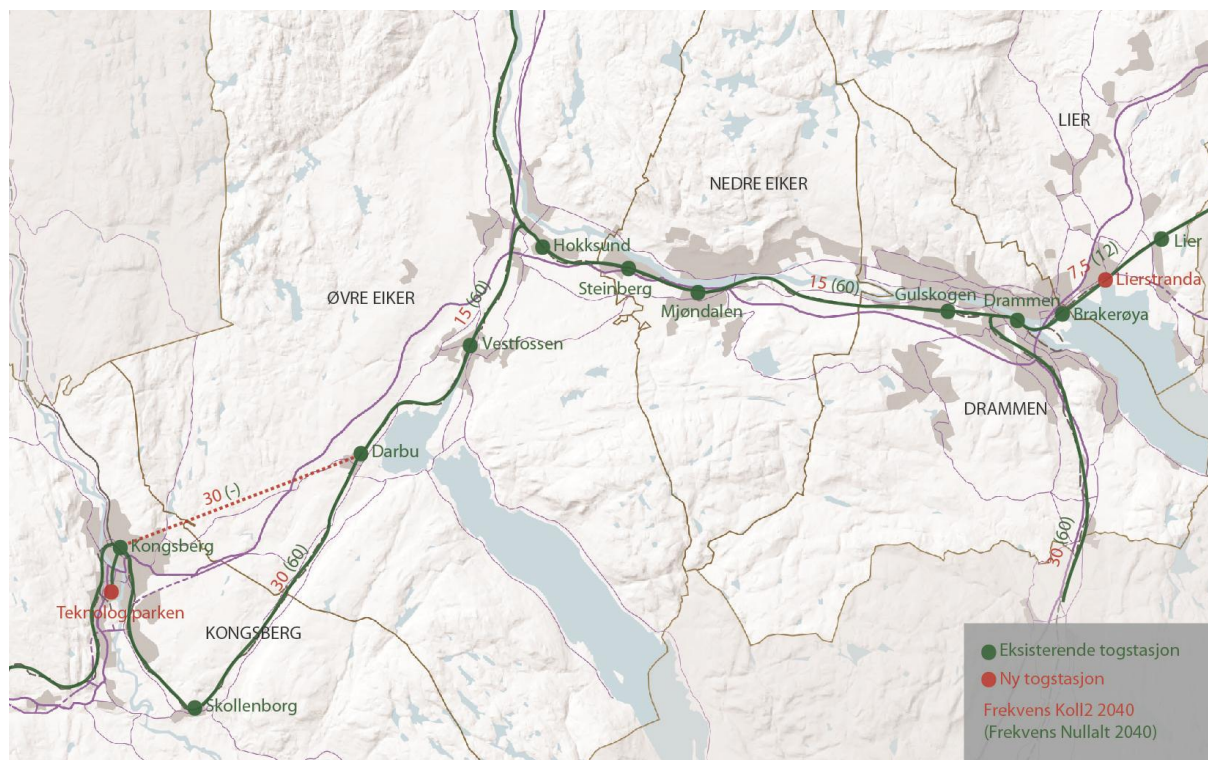 LIER
NEDRE EIKER
Lier
7,5 (12)
Lierstranda
Hokksund
Steinberg
Mjøndalen
15 (60)
Gulskogen
Drammen
Brakerøya
ØVRE EIKER
15 (60)
Vestfossen
DRAMMEN
Darbu
30 (-)
Kongsberg
30 (60)
30 (60)
Teknologiparken
KONGSBERG
Skollenborg
Eksisterende togstasjon
Ny togstasjon
Frekvens Koll2 2040
(Frekvens Nullalt 2040)